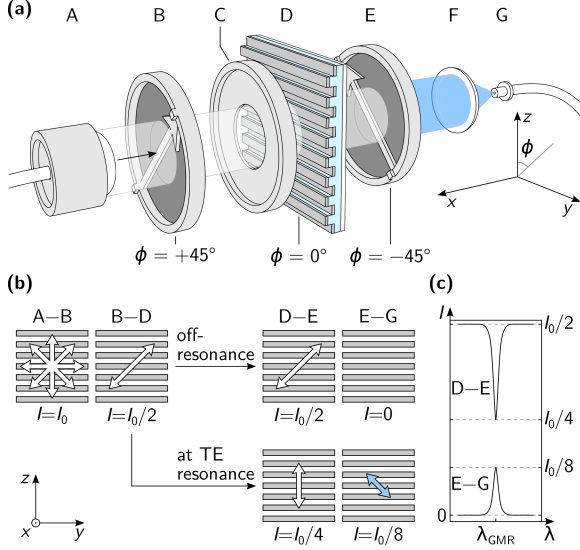 (a)
A B C D E F G
z
ϕ
x y
ϕ = +45° ϕ = 0° ϕ = −45°
(b) (c)
A−B B−D D−E E−G
off-
resonance
I=I₀ I=I₀/2 I=I₀/2 I=0
at TE
resonance
I=I₀/4 I=I₀/8
z
x y
I I₀/2
D−E
I₀/4
I₀/8
E−G
0
λGMR λ